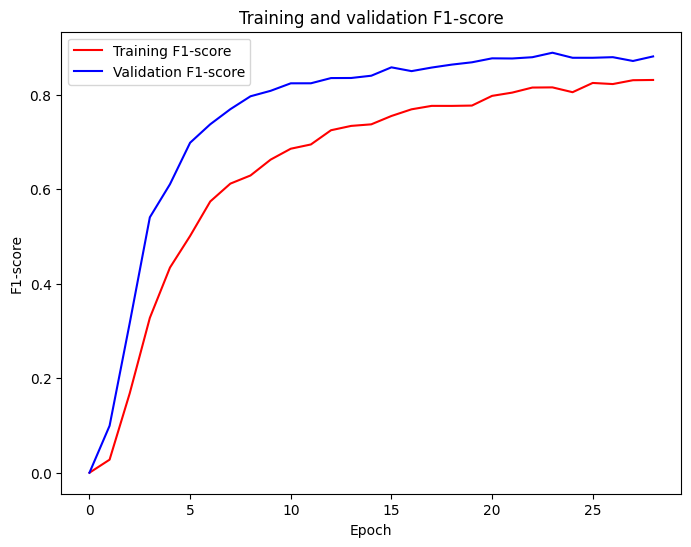 Training and validation F1-score
Training F1-score
Validation F1-score
F1-score
0.8
0.6
0.4
0.2
0.0
0 5 10 15 20 25
Epoch